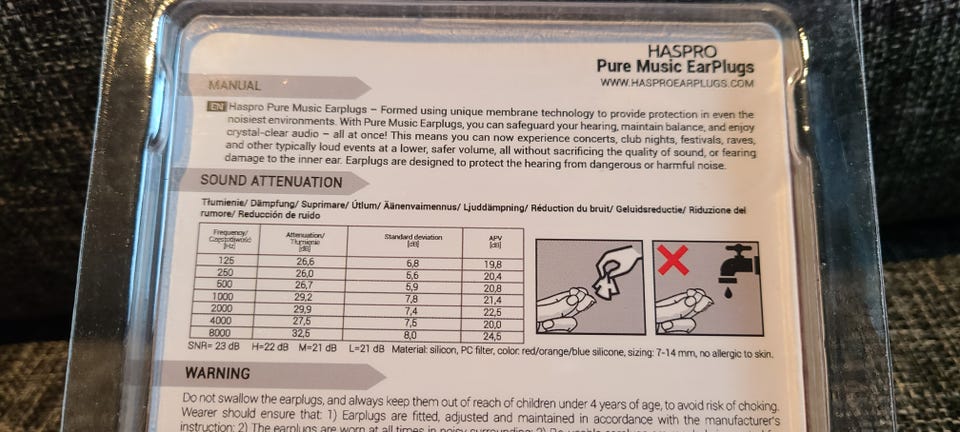 HASPRO
Pure Music EarPlugs
WWW.HASPROEARPLUGS.COM
MANUAL
EN Haspro Pure Music Earplugs – Formed using unique membrane technology to provide protection in even the
noisiest environments. With Pure Music Earplugs, you can safeguard your hearing, maintain balance, and enjoy
crystal-clear audio – all at once! This means you can now experience concerts, club nights, festivals, raves,
and other typically loud events at a lower, safer volume, all without sacrificing the quality of sound, or fearing
damage to the inner ear. Earplugs are designed to protect the hearing from dangerous or harmful noise.
SOUND ATTENUATION
Tłumienie/ Dämpfung/ Suprimare/ Útlum/ Äänenvaimennus/ Ljuddämpning/ Réduction du bruit/ Geluidsreductie/ Riduzione del
rumore/ Reducción de ruido
Frequency/ Częstotliwość [Hz] Attenuation/ Tłumienie [dB] Standard deviation [dB] APV [dB]
125 26,6 6,8 19,8
250 26,0 5,6 20,4
500 26,7 5,9 20,8
1000 29,2 7,8 21,4
2000 29,9 7,4 22,5
4000 27,5 7,5 20,0
8000 32,5 8,0 24,5
SNR= 23 dB H=22 dB M=21 dB L=21 dB Material: silicon, PC filter, color: red/orange/blue silicone, sizing: 7-14 mm, no allergic to skin.
WARNING
Do not swallow the earplugs, and always keep them out of reach of children under 4 years of age, to avoid risk of choking.
Wearer should ensure that: 1) Earplugs are fitted, adjusted and maintained in accordance with the manufacturer's
instruction: 2) The earplugs are worn at all times in noisy surrounding: